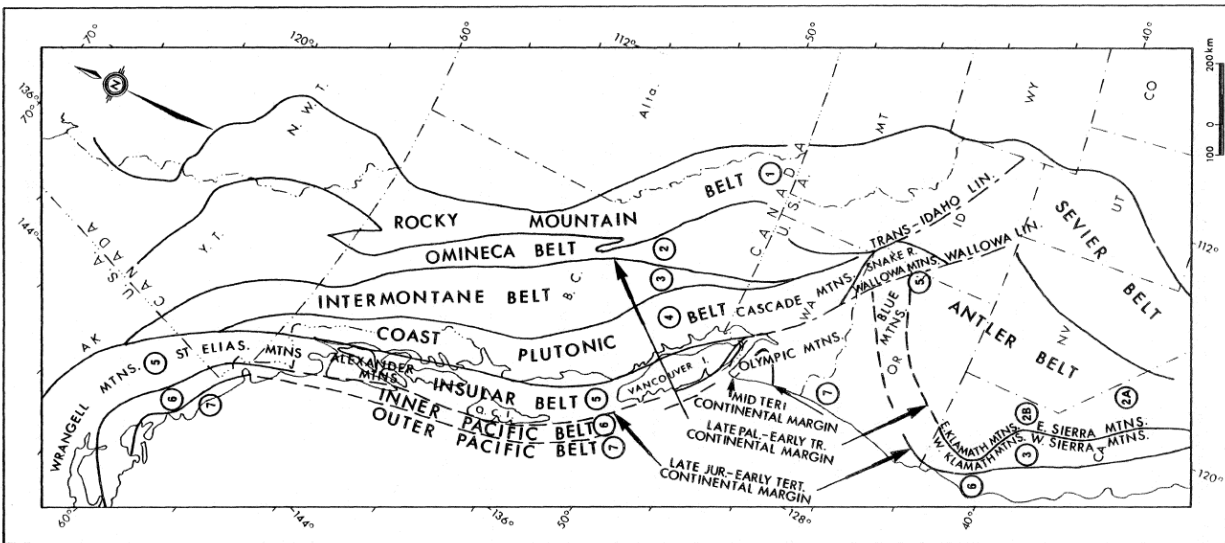 70°
120°
60°
112°
50°
40°
136°
70°
N
N. W. T.
Alta.
MT
WY
CO
200 km
0
100
144°
USA
CANADA
Y. T.
ROCKY MOUNTAIN BELT
1
CANADA
USA
TRANS-IDAHO LIN.
ID
UT
SEVIER BELT
112°
OMINECA BELT
2
SNAKE R.
WALLOWA MTNS.
WALLOWA LIN.
5
INTERMONTANE BELT
B.C.
3
AK
COAST PLUTONIC BELT
4
CASCADE MTNS.
WA
BLUE MTNS.
OR
ANTLER BELT
NV
ST ELIAS. MTNS
5
WRANGELL MTNS.
ALEXANDER MTNS
INSULAR BELT
5
VANCOUVER I.
OLYMPIC MTNS.
Q.C.I.
6
7
INNER PACIFIC BELT
6
OUTER PACIFIC BELT
7
MID TERT
CONTINENTAL MARGIN
7
LATE PAL.-EARLY TR.
CONTINENTAL MARGIN
LATE JUR.-EARLY TERT.
CONTINENTAL MARGIN
E. KLAMATH MTNS.
2B
E. SIERRA MTNS.
2A
W. KLAMATH MTNS.
3
W. SIERRA MTNS.
CA
6
120°
60°
144°
136°
50°
128°
40°